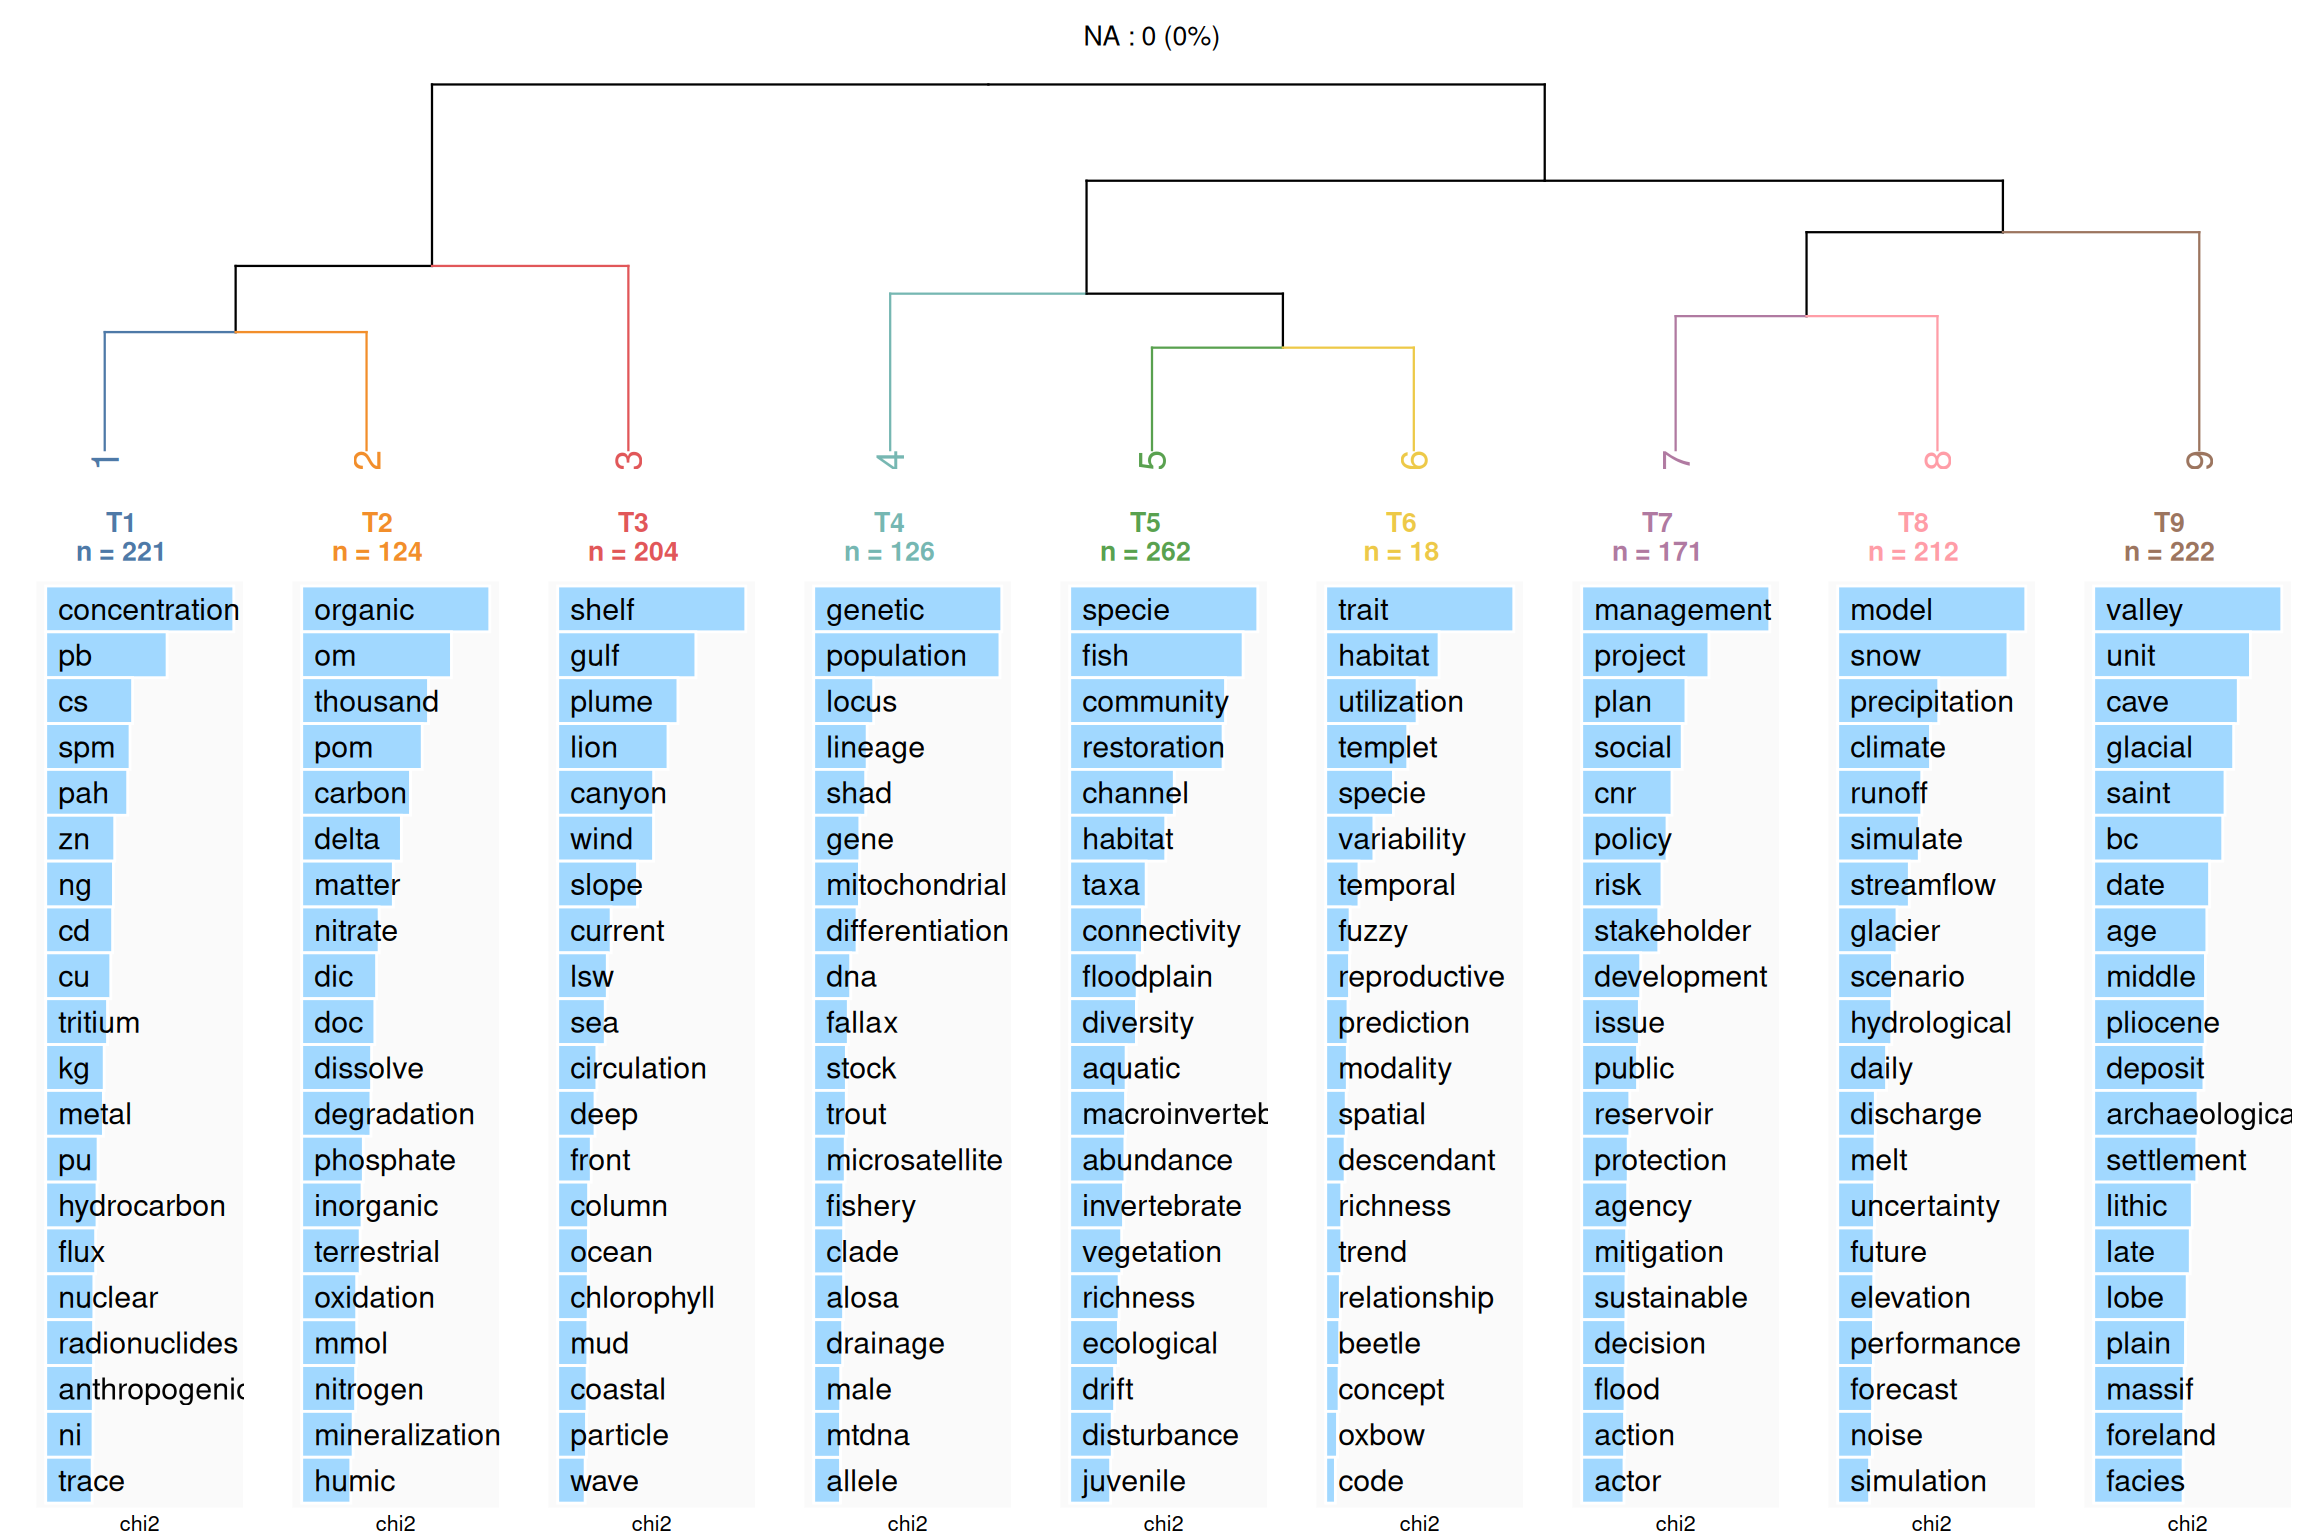 NA : 0 (0%)
1 2 3 4 5 6 7 8 9
T1 T2 T3 T4 T5 T6 T7 T8 T9
n = 221 n = 124 n = 204 n = 126 n = 262 n = 18 n = 171 n = 212 n = 222
concentration organic shelf genetic specie trait management model valley
pb om gulf population fish habitat project snow unit
cs thousand plume locus community utilization plan precipitation cave
spm pom lion lineage restoration templet social climate glacial
pah carbon canyon shad channel specie cnr runoff saint
zn delta wind gene habitat variability policy simulate bc
ng matter slope mitochondrial taxa temporal risk streamflow date
cd nitrate current differentiation connectivity fuzzy stakeholder glacier age
cu dic lsw dna floodplain reproductive development scenario middle
tritium doc sea fallax diversity prediction issue hydrological pliocene
kg dissolve circulation stock aquatic modality public daily deposit
metal degradation deep trout macroinverteb spatial reservoir discharge archaeologica
pu phosphate front microsatellite abundance descendant protection melt settlement
hydrocarbon inorganic column fishery invertebrate richness agency uncertainty lithic
flux terrestrial ocean clade vegetation trend mitigation future late
nuclear oxidation chlorophyll alosa richness relationship sustainable elevation lobe
radionuclides mmol mud drainage ecological beetle decision performance plain
anthropogenic nitrogen coastal male drift concept flood forecast massif
ni mineralization particle mtdna disturbance oxbow action noise foreland
trace humic wave allele juvenile code actor simulation facies
chi2 chi2 chi2 chi2 chi2 chi2 chi2 chi2 chi2